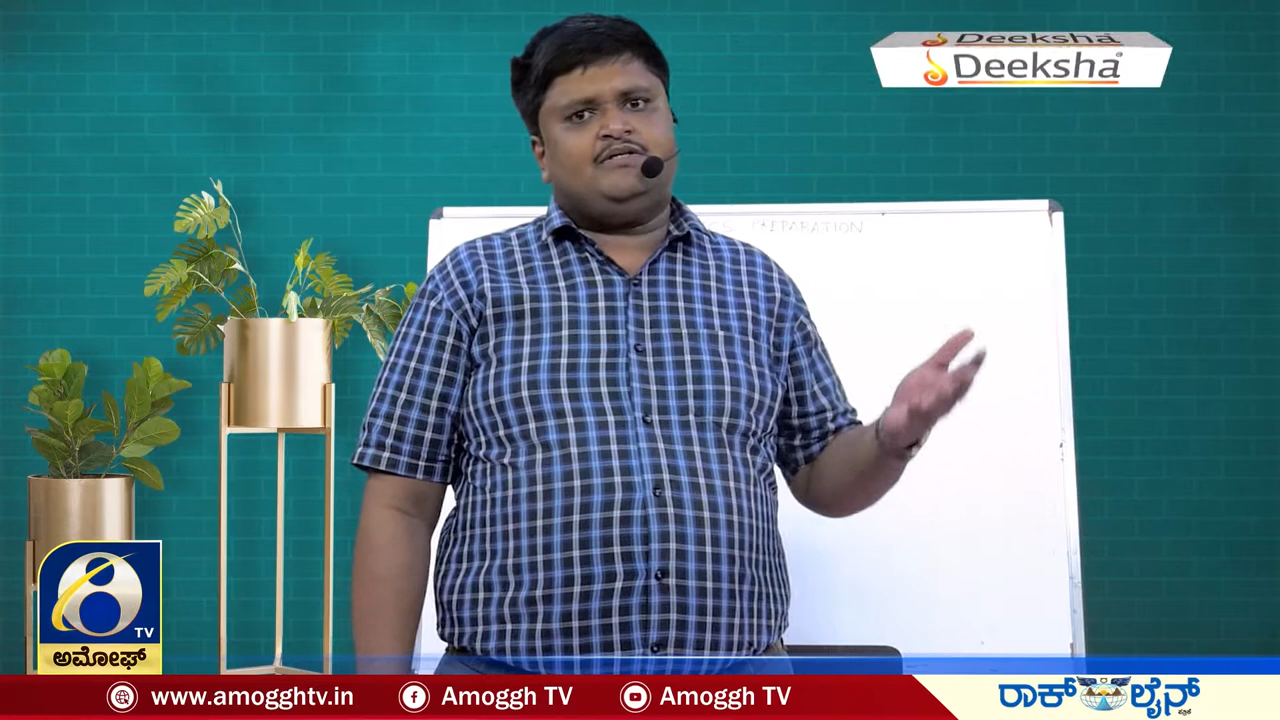 Deeksha
Deeksha
PREPARATION
TV
ಅಮೋಘ್
www.amogghtv.in
Amoggh TV
Amoggh TV
ರಾಕ್ ಲೈನ್